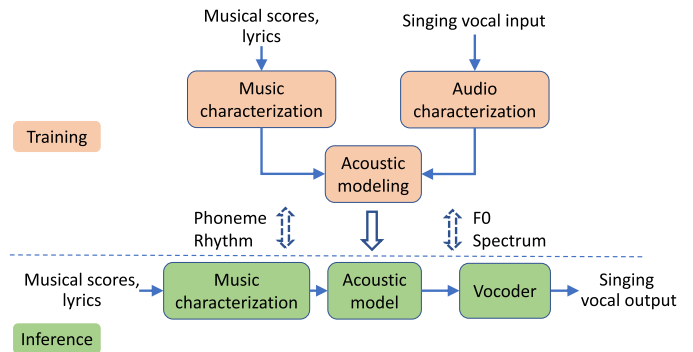 Musical scores,
lyrics
Singing vocal input
Music
characterization
Audio
characterization
Training
Acoustic
modeling
Phoneme
Rhythm
F0
Spectrum
Musical scores,
lyrics
Music
characterization
Acoustic
model
Vocoder
Singing
vocal output
Inference